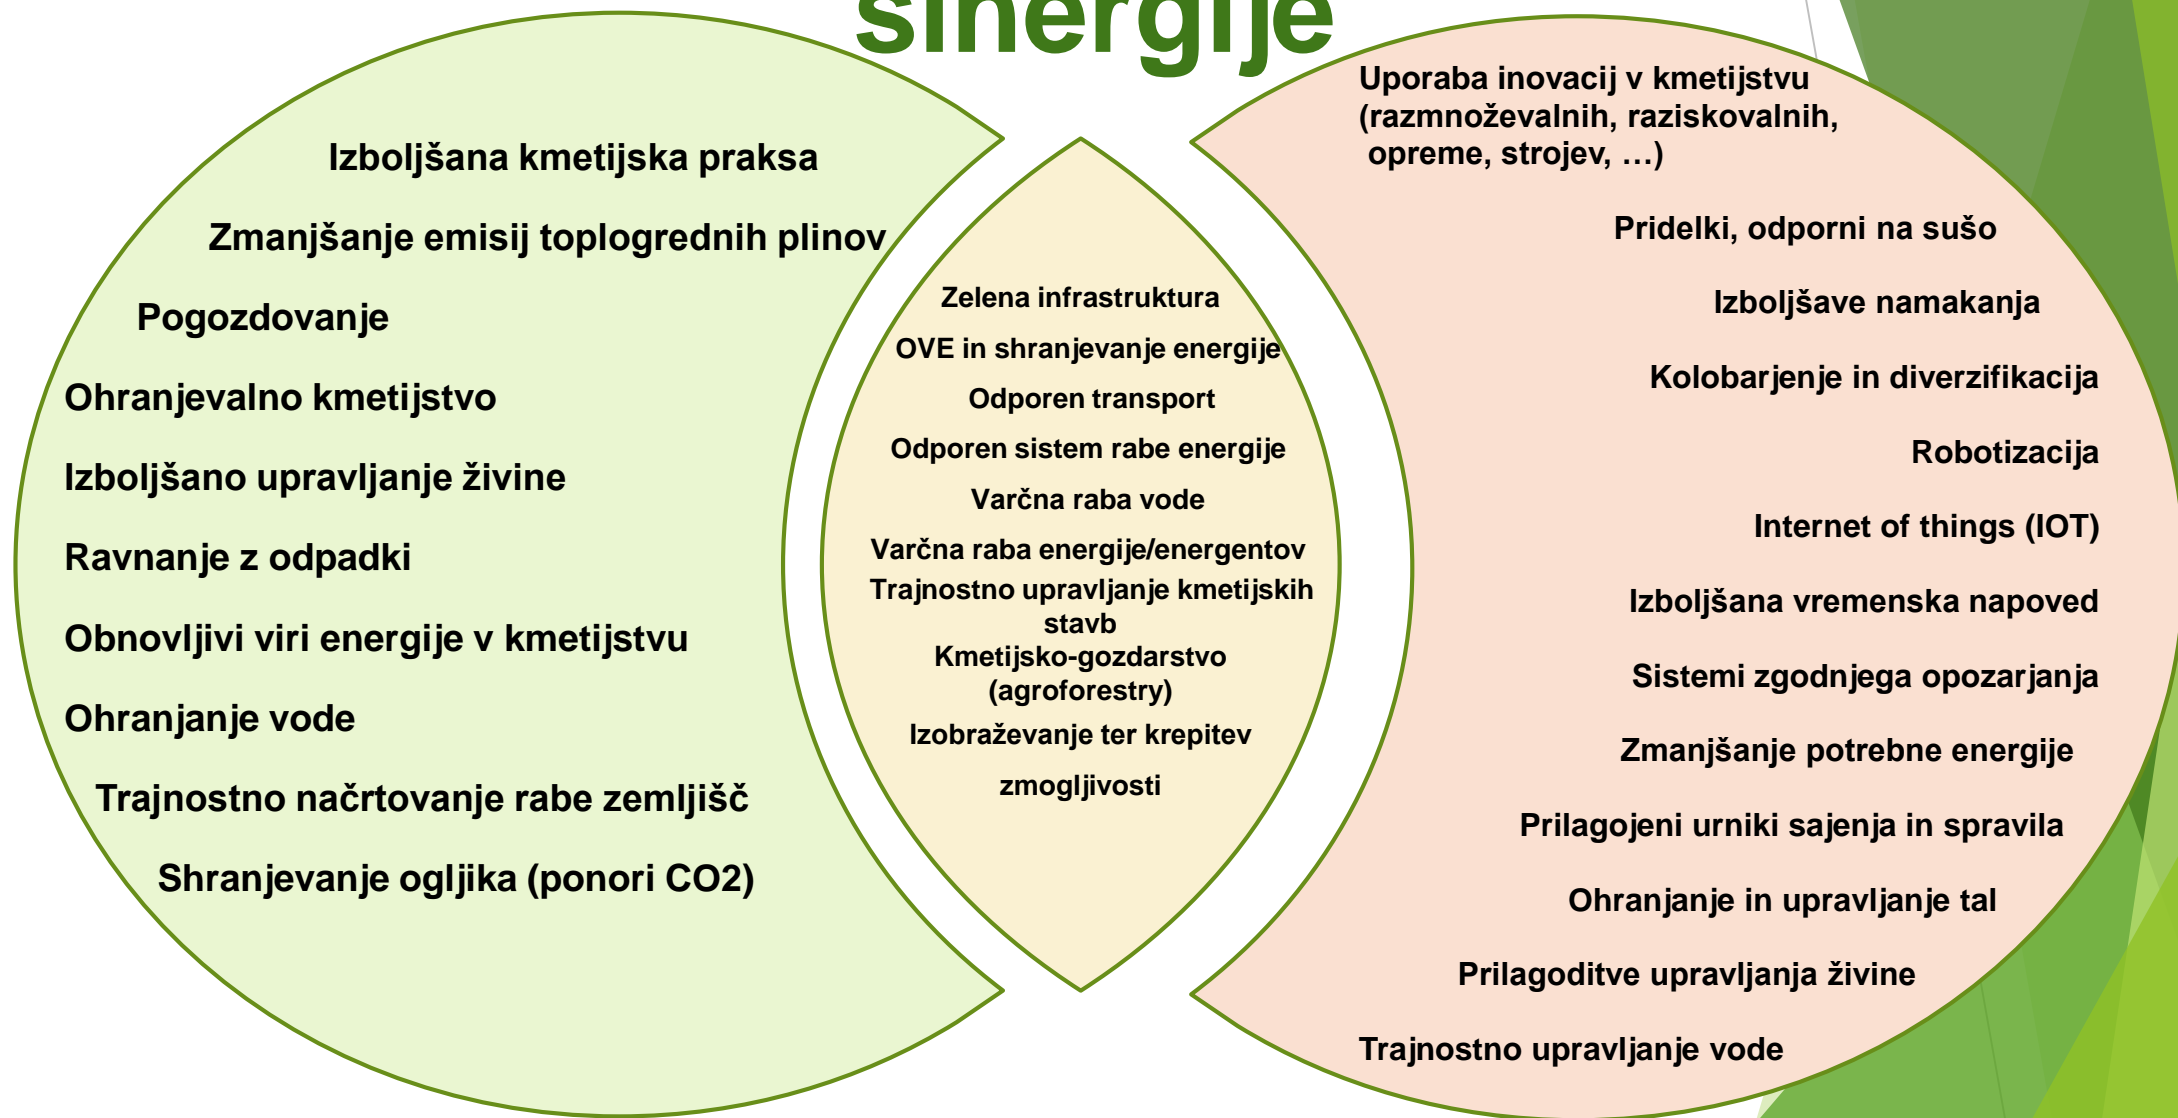 sinergije
Izboljšana kmetijska praksa
Zmanjšanje emisij toplogrednih plinov
Pogozdovanje
Ohranjevalno kmetijstvo
Izboljšano upravljanje živine
Ravnanje z odpadki
Obnovljivi viri energije v kmetijstvu
Ohranjanje vode
Trajnostno načrtovanje rabe zemljišč
Shranjevanje ogljika (ponori CO2)
Zelena infrastruktura
OVE in shranjevanje energije
Odporen transport
Odporen sistem rabe energije
Varčna raba vode
Varčna raba energije/energentov
Trajnostno upravljanje kmetijskih
stavb
Kmetijsko-gozdarstvo
(agroforestry)
Izobraževanje ter krepitev
zmogljivosti
Uporaba inovacij v kmetijstvu
(razmnoževalnih, raziskovalnih,
opreme, strojev, …)
Pridelki, odporni na sušo
Izboljšave namakanja
Kolobarjenje in diverzifikacija
Robotizacija
Internet of things (IOT)
Izboljšana vremenska napoved
Sistemi zgodnjega opozarjanja
Zmanjšanje potrebne energije
Prilagojeni urniki sajenja in spravila
Ohranjanje in upravljanje tal
Prilagoditve upravljanja živine
Trajnostno upravljanje vode